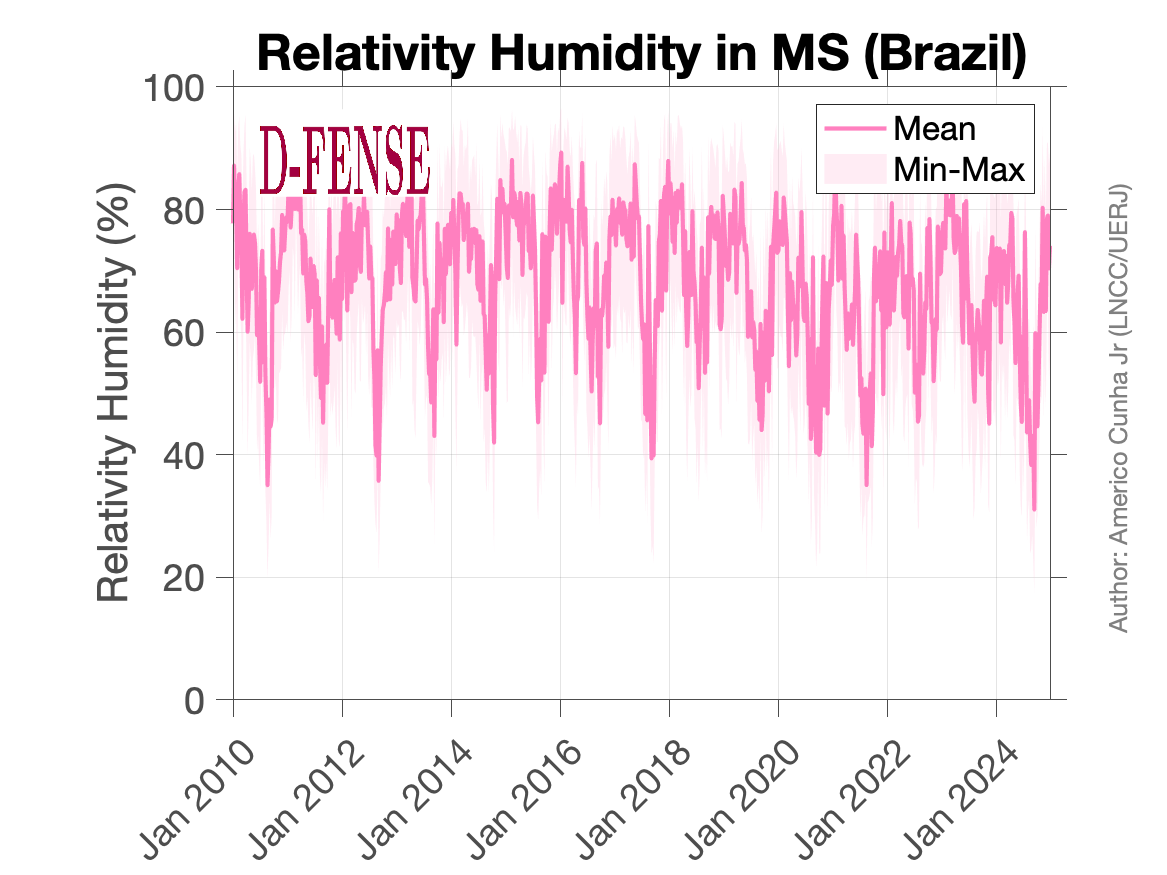 Relativity Humidity in MS (Brazil)
D-FENSE
Mean
Min-Max
Relativity Humidity (%)
100
80
60
40
20
0
Jan 2010
Jan 2012
Jan 2014
Jan 2016
Jan 2018
Jan 2020
Jan 2022
Jan 2024
Author: Americo Cunha Jr (LNCC/UERJ)